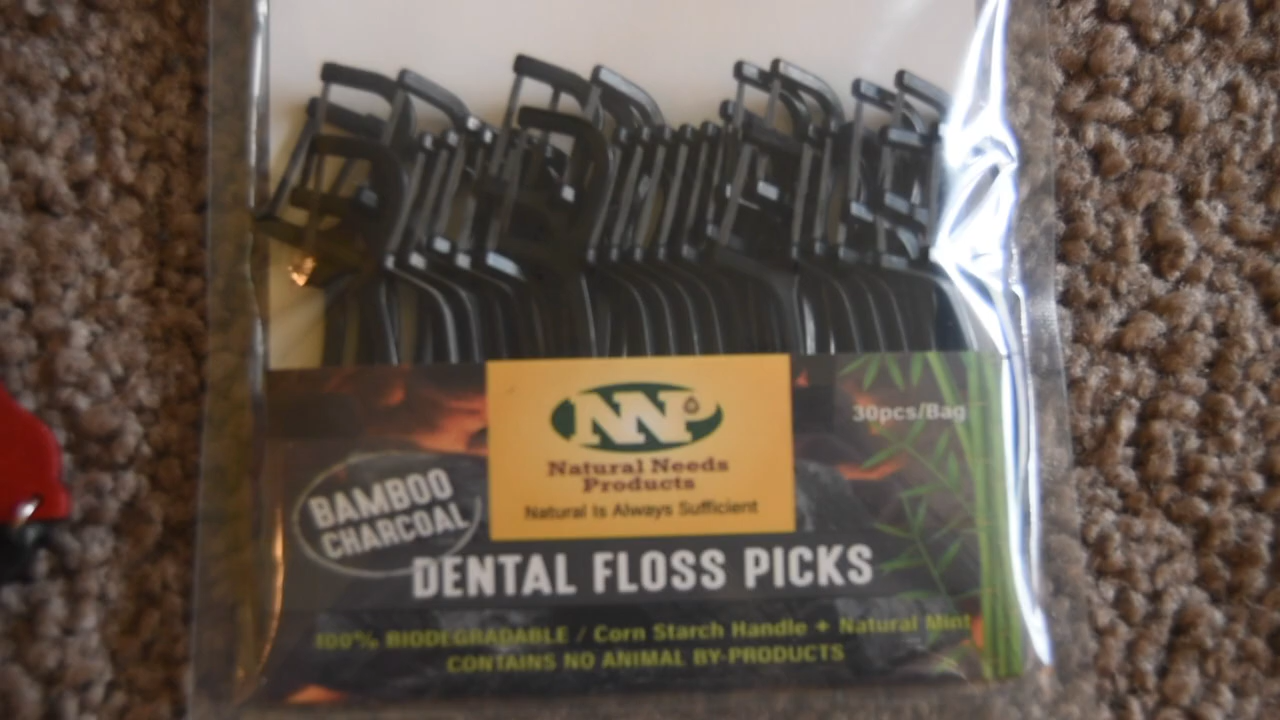 NNP
Natural Needs
Products
Natural Is Always Sufficient
30pcs/Bag
BAMBOO
CHARCOAL
DENTAL FLOSS PICKS
100% BIODEGRADABLE / Corn Starch Handle + Natural Mint
CONTAINS NO ANIMAL BY-PRODUCTS